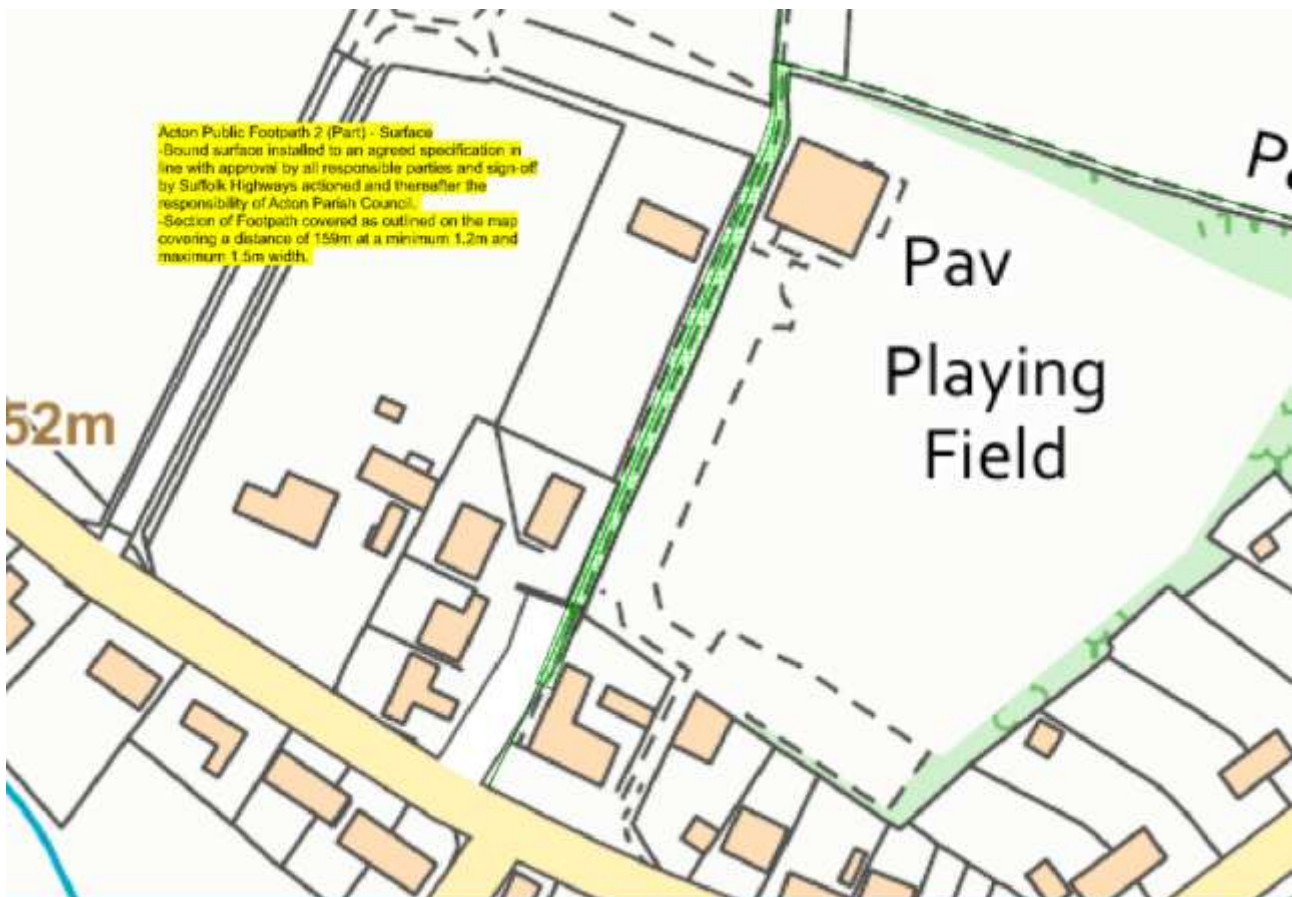 Acton Public Footpath 2 (Part) - Surface
-Bound surface installed to an agreed specification in
line with approval by all responsible parties and sign-off
by Suffolk Highways actioned and thereafter the
responsibility of Acton Parish Council.
-Section of Footpath covered as outlined on the map
covering a distance of 159m at a minimum 1.2m and
maximum 1.5m width.
Pav
Playing
Field
52m